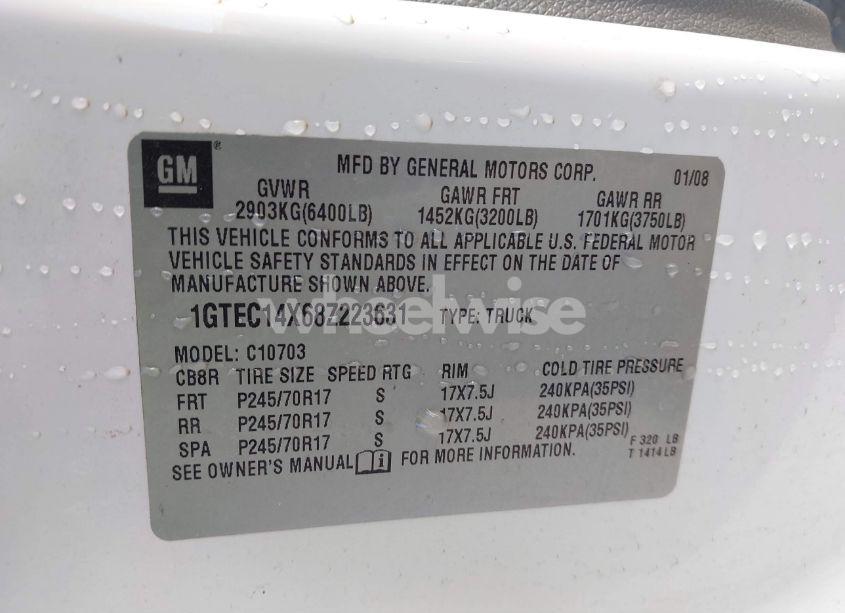 GM
MFD BY GENERAL MOTORS CORP. 01/08
GVWR GAWR FRT GAWR RR
2903KG(6400LB) 1452KG(3200LB) 1701KG(3750LB)
THIS VEHICLE CONFORMS TO ALL APPLICABLE U.S. FEDERAL MOTOR
VEHICLE SAFETY STANDARDS IN EFFECT ON THE DATE OF
MANUFACTURE SHOWN ABOVE.
1GTEC14X68Z223631 TYPE: TRUCK
wheelwise
MODEL: C10703
CB8R TIRE SIZE SPEED RTG RIM COLD TIRE PRESSURE
FRT P245/70R17 S 17X7.5J 240KPA(35PSI)
RR P245/70R17 S 17X7.5J 240KPA(35PSI)
SPA P245/70R17 S 17X7.5J 240KPA(35PSI)
SEE OWNER'S MANUAL FOR MORE INFORMATION.
F 320 LB
T 1414 LB